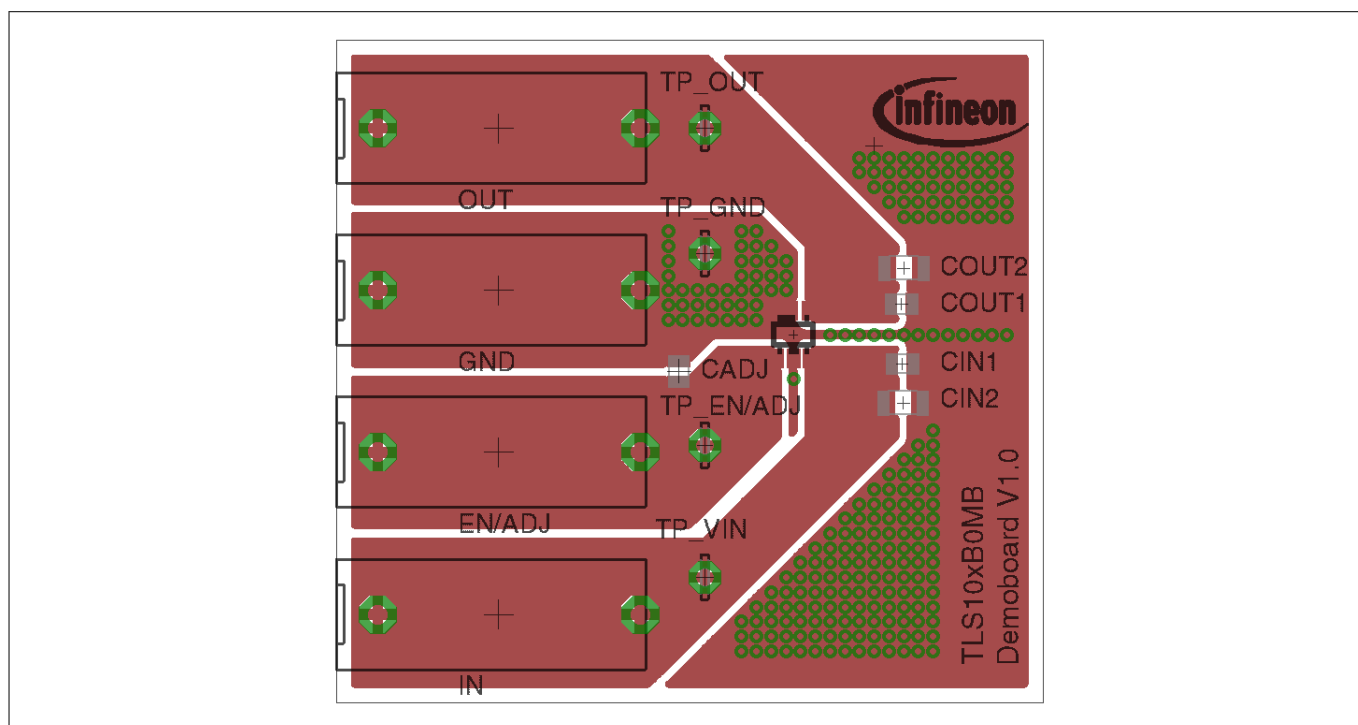 TP_OUT
infineon
OUT
TP_GND
COUT2
COUT1
GND
CADJ
CIN1
CIN2
TP_EN/ADJ
EN/ADJ
TP_VIN
IN
TLS10xB0MB
Demoboard V1.0